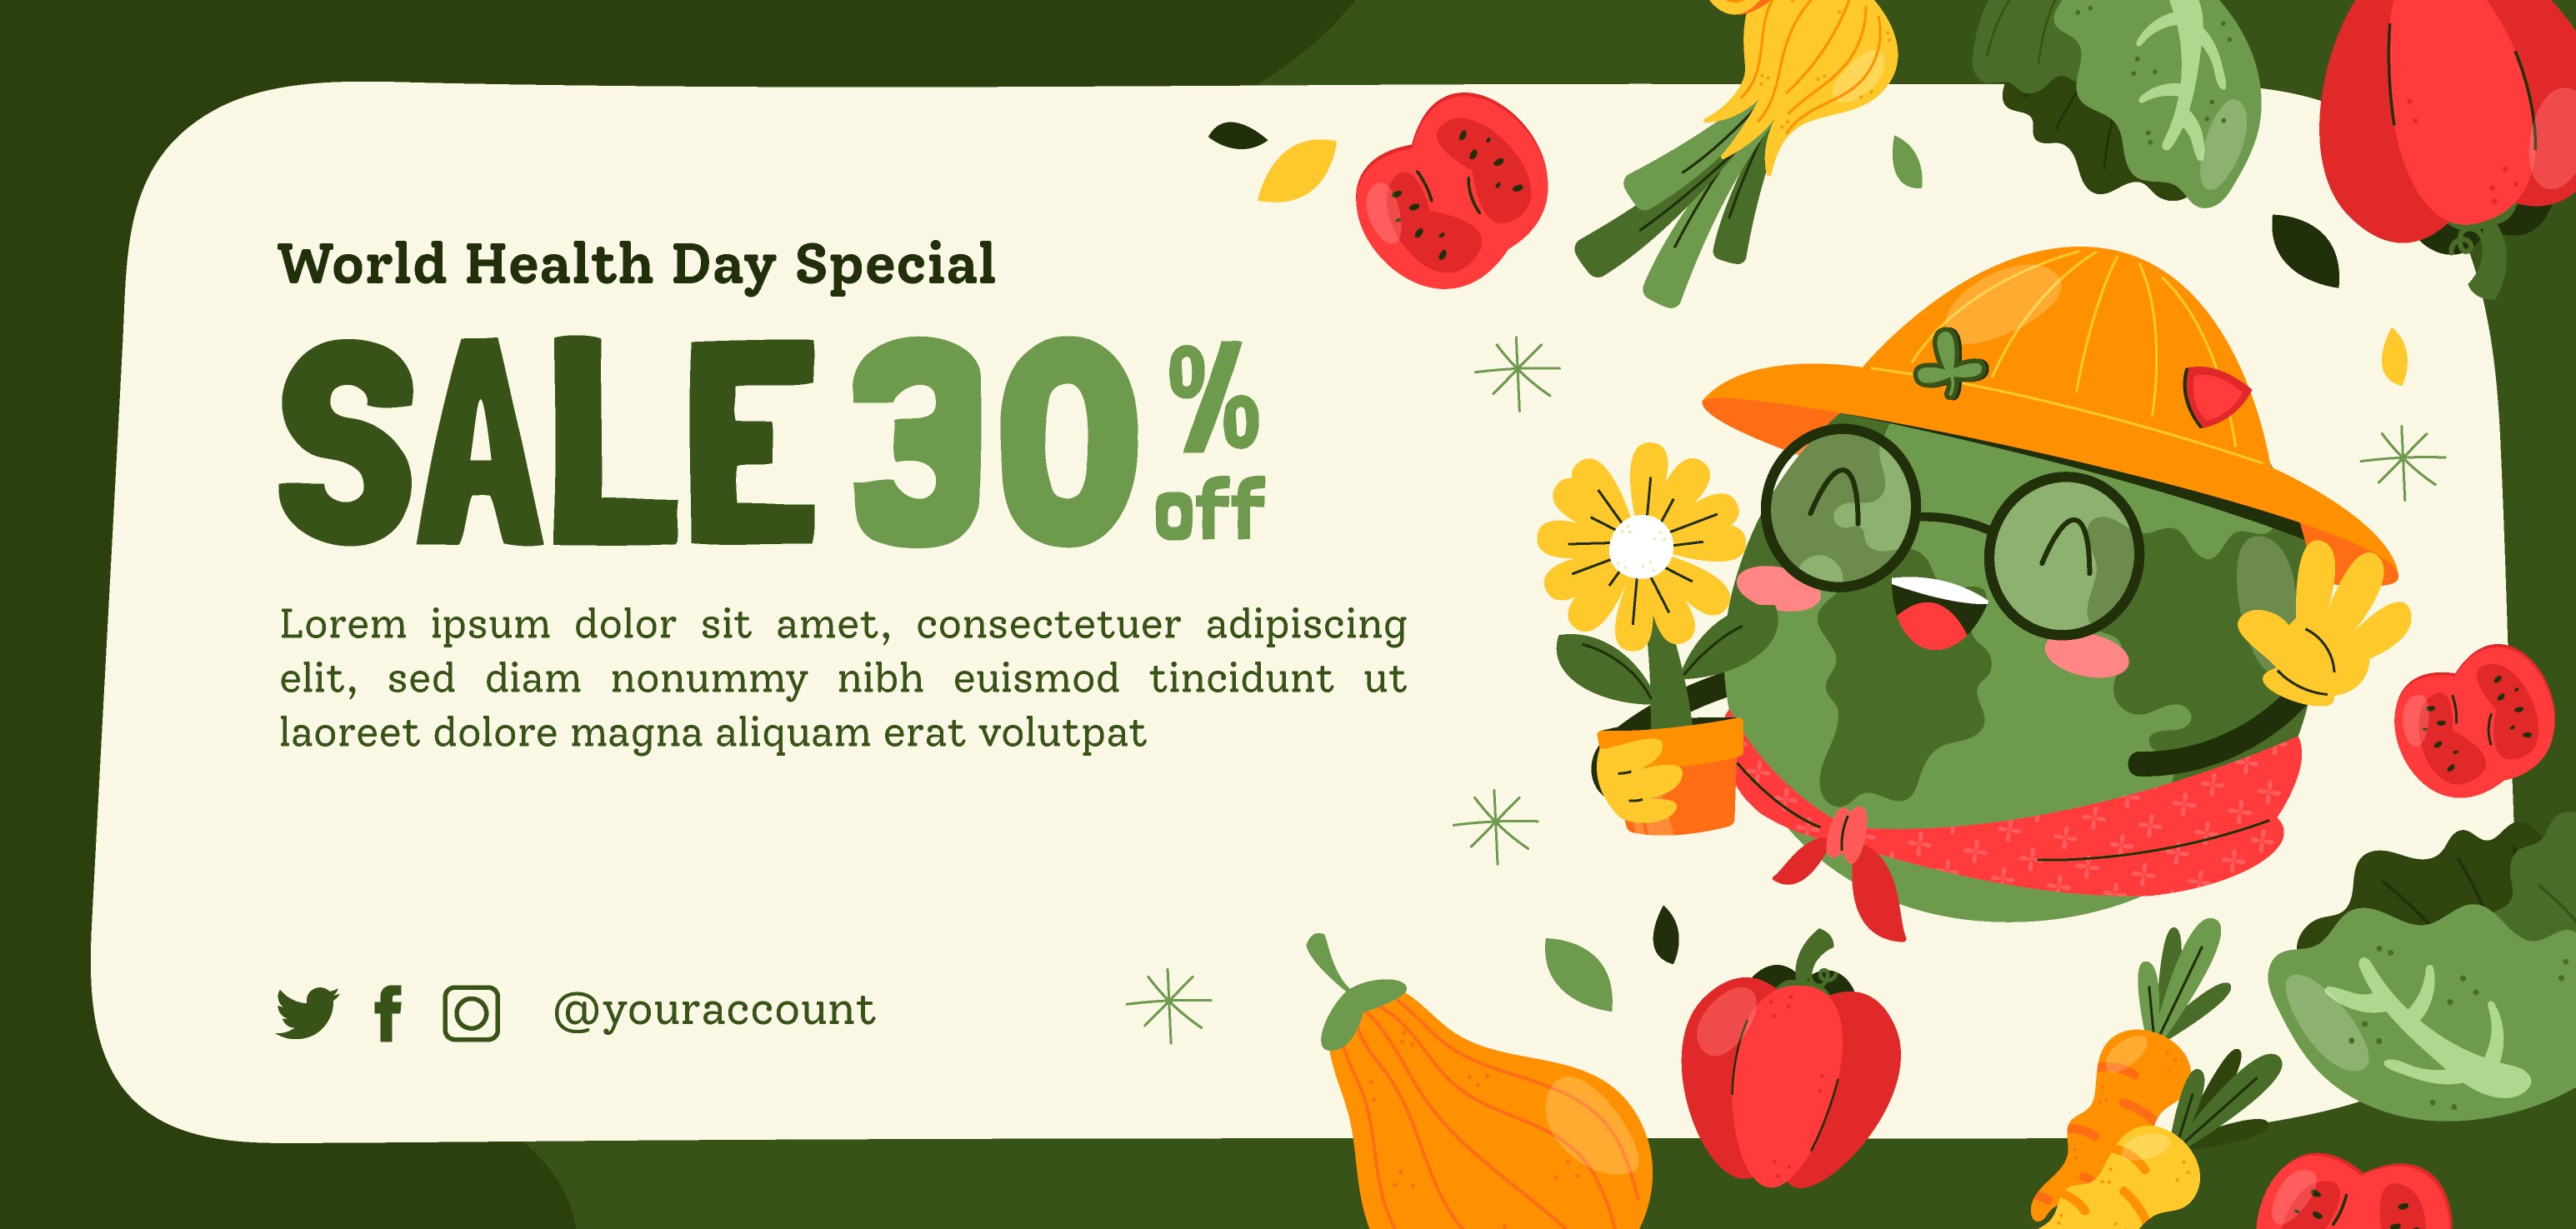 World Health Day Special
SALE 30% off
Lorem ipsum dolor sit amet, consectetuer adipiscing
elit, sed diam nonummy nibh euismod tincidunt ut
laoreet dolore magna aliquam erat volutpat
@youraccount